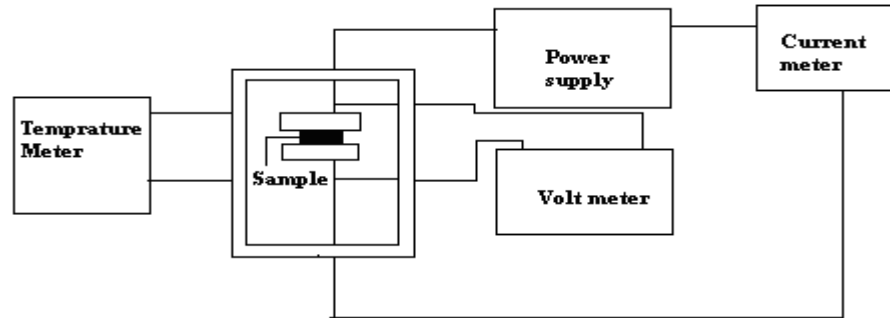 Temprature
Meter
Sample
Power
supply
Current
meter
Volt meter